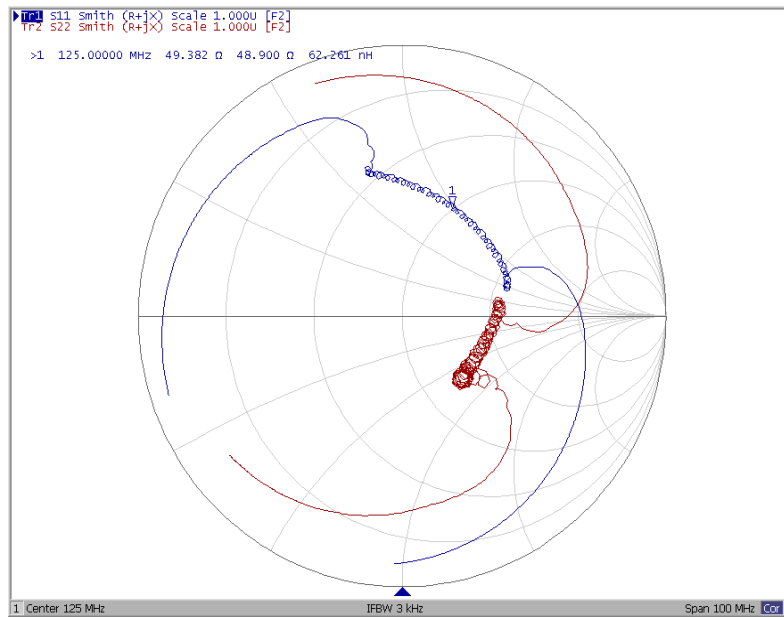 Tr1 S11 Smith (R+jX) Scale 1.000U [F2]
Tr2 S22 Smith (R+jX) Scale 1.000U [F2]
>1 125.00000 MHz 49.382 Ω 48.900 Ω 62.261 nH
1
1 Center 125 MHz IFBW 3 kHz Span 100 MHz Cor